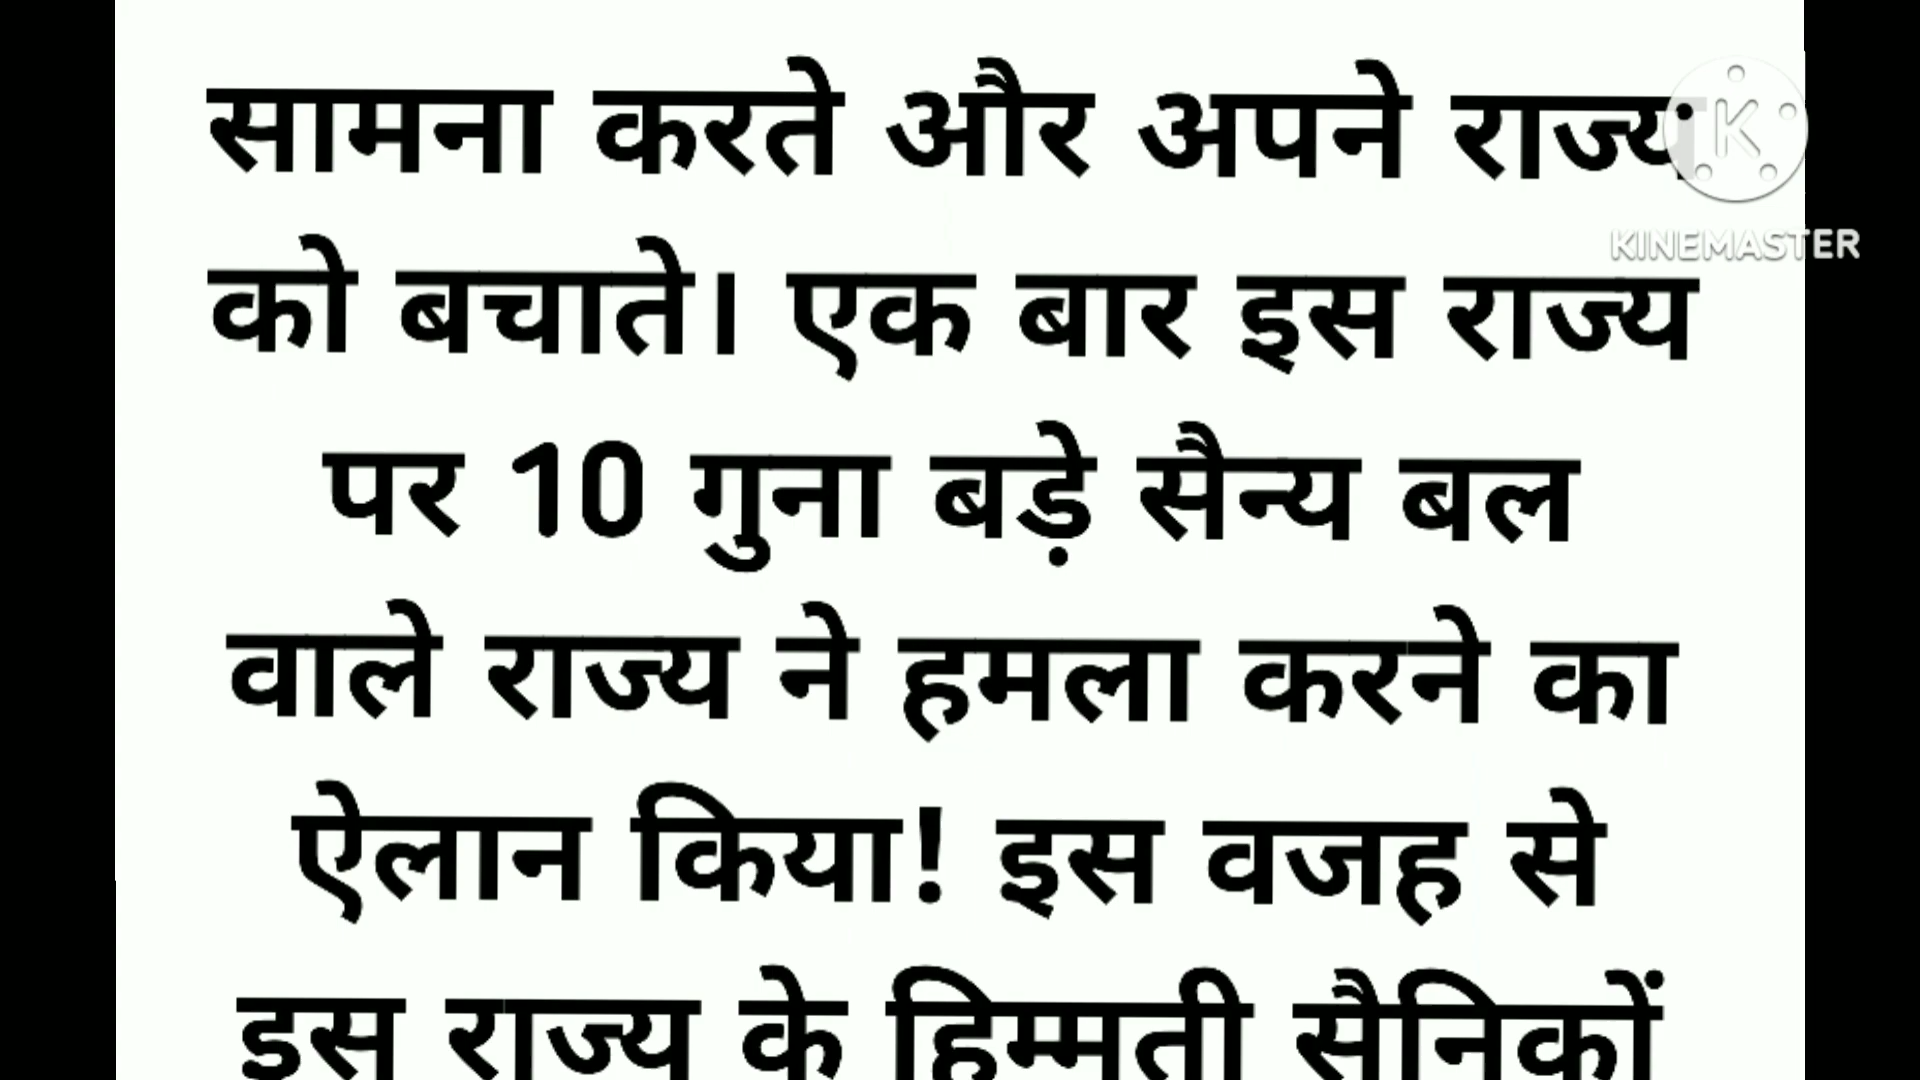 सामना करते और अपने राज्य
K
KINEMASTER
को बचाते। एक बार इस राज्य
पर 10 गुना बड़े सैन्य बल
वाले राज्य ने हमला करने का
ऐलान किया! इस वजह से
इस राज्य के हिम्मती सैनिकों